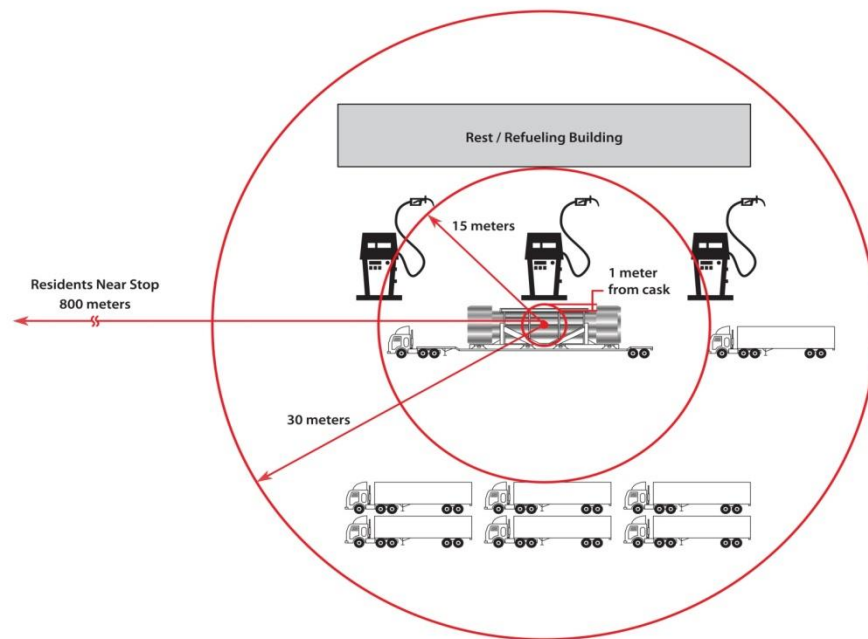 Rest / Refueling Building
15 meters
1 meter
from cask
Residents Near Stop
800 meters
30 meters